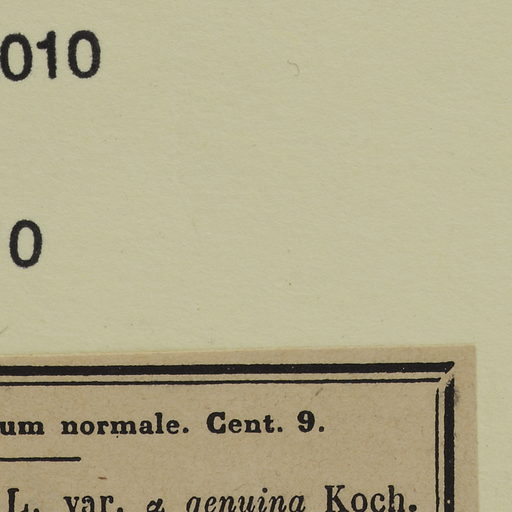 010
0
um normale. Cent. 9.
L. var. α genuina Koch.